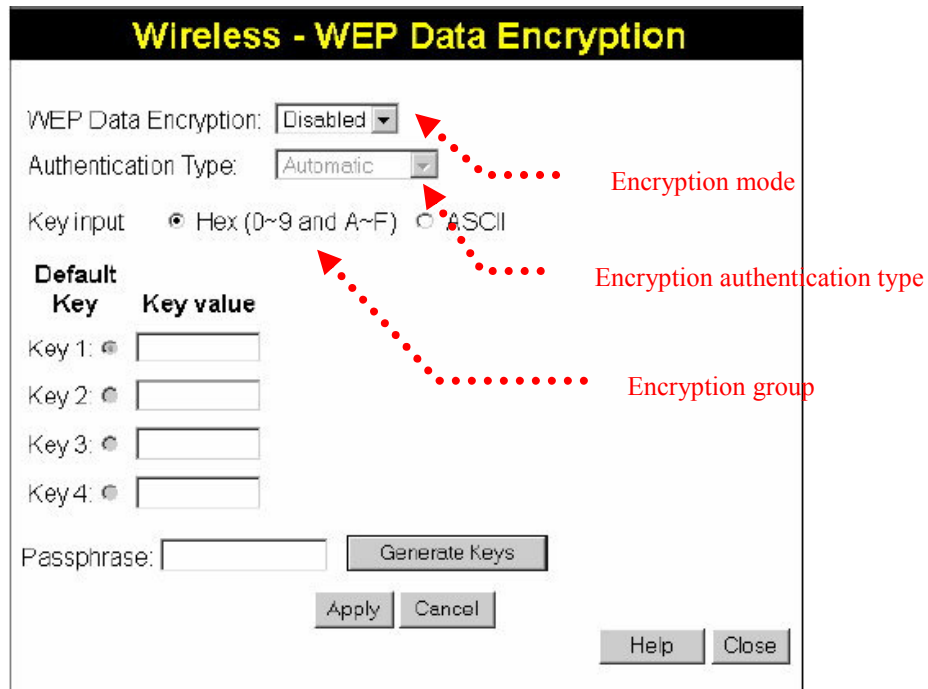 Wireless - WEP Data Encryption
WEP Data Encryption: Disabled
Authentication Type: Automatic
Encryption mode
Key input Hex (0~9 and A~F) ASCII
Encryption authentication type
Default
Key Key value
Key 1:
Encryption group
Key 2:
Key 3:
Key 4:
Passphrase: Generate Keys
Apply Cancel
Help Close